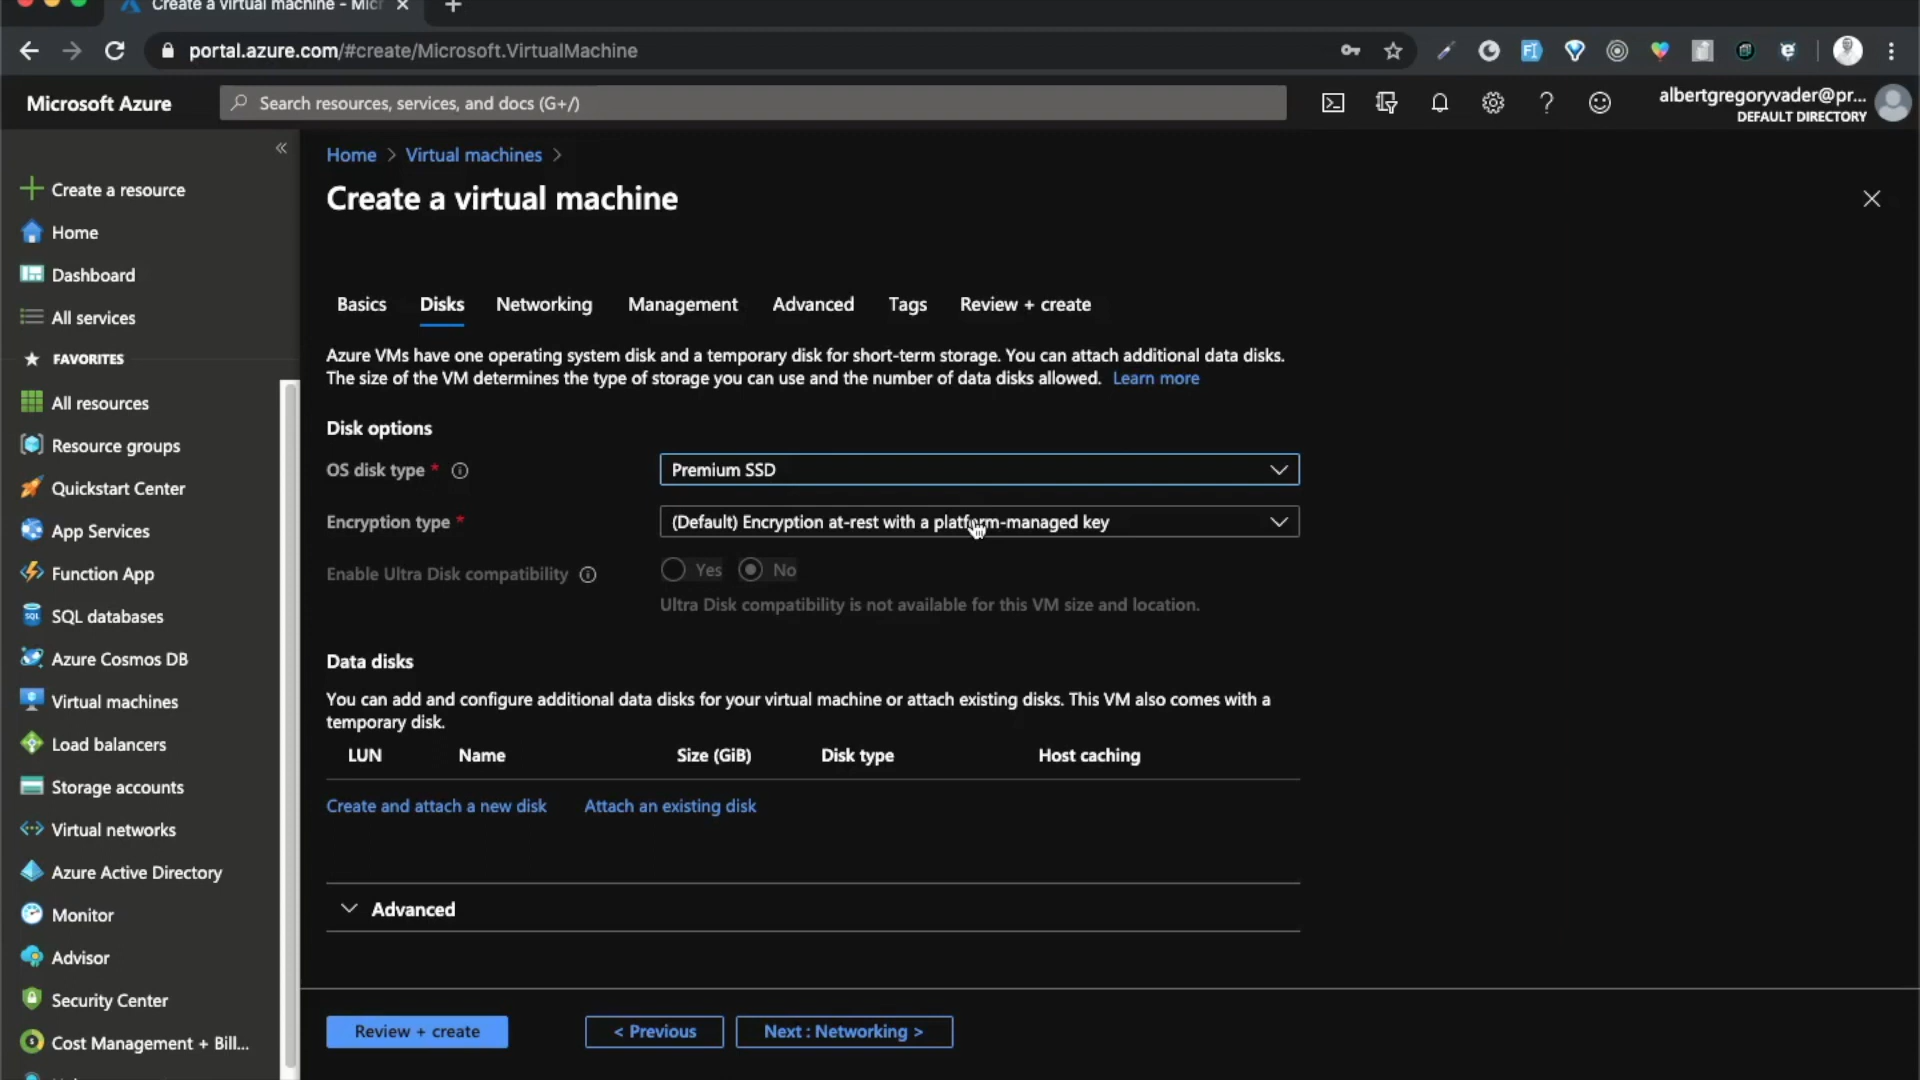 Create a virtual machine - Micr
portal.azure.com/#create/Microsoft.VirtualMachine
Microsoft Azure
Search resources, services, and docs (G+/)
albertgregoryvader@pr...
DEFAULT DIRECTORY
Create a resource
Home
Dashboard
All services
FAVORITES
All resources
Resource groups
Quickstart Center
App Services
Function App
SQL databases
Azure Cosmos DB
Virtual machines
Load balancers
Storage accounts
Virtual networks
Azure Active Directory
Monitor
Advisor
Security Center
Cost Management + Bill...
Home > Virtual machines >
Create a virtual machine
Basics Disks Networking Management Advanced Tags Review + create
Azure VMs have one operating system disk and a temporary disk for short-term storage. You can attach additional data disks.
The size of the VM determines the type of storage you can use and the number of data disks allowed. Learn more
Disk options
OS disk type * Premium SSD
Encryption type * (Default) Encryption at-rest with a platform-managed key
Enable Ultra Disk compatibility Yes No
Ultra Disk compatibility is not available for this VM size and location.
Data disks
You can add and configure additional data disks for your virtual machine or attach existing disks. This VM also comes with a
temporary disk.
LUN Name Size (GiB) Disk type Host caching
Create and attach a new disk Attach an existing disk
Advanced
Review + create < Previous Next : Networking >